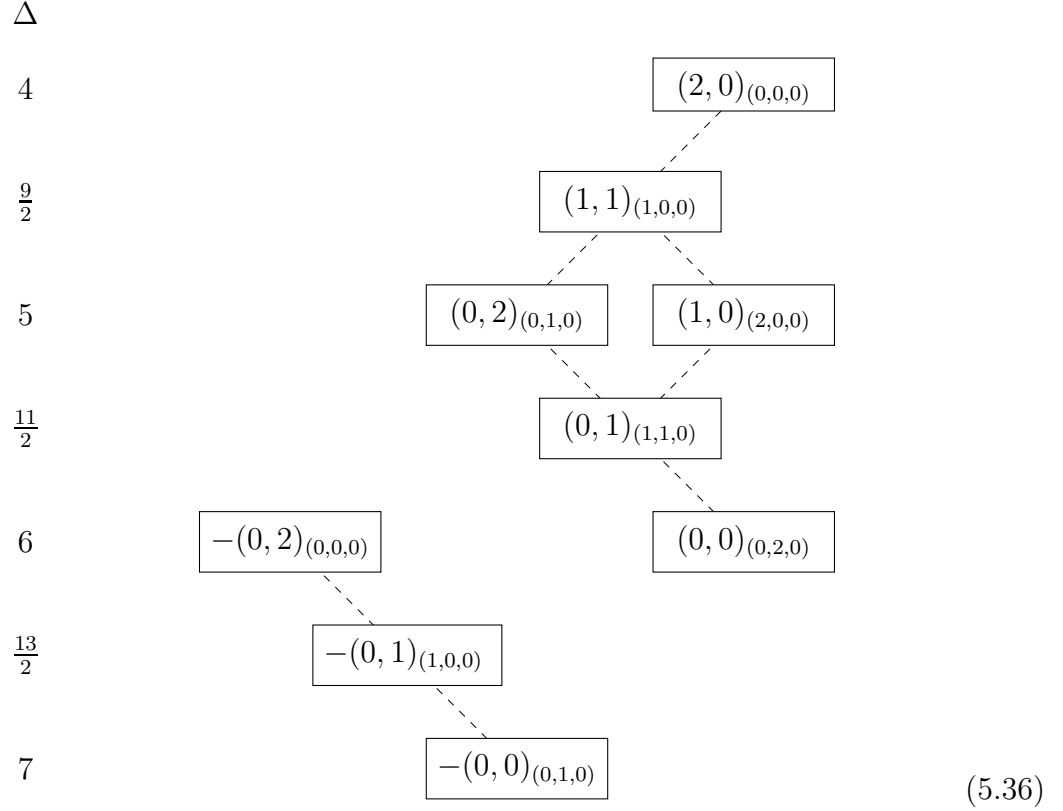 Δ
4 (2, 0)(0,0,0)
9/2 (1, 1)(1,0,0)
5 (0, 2)(0,1,0) (1, 0)(2,0,0)
11/2 (0, 1)(1,1,0)
6 −(0, 2)(0,0,0) (0, 0)(0,2,0)
13/2 −(0, 1)(1,0,0)
7 −(0, 0)(0,1,0) (5.36)